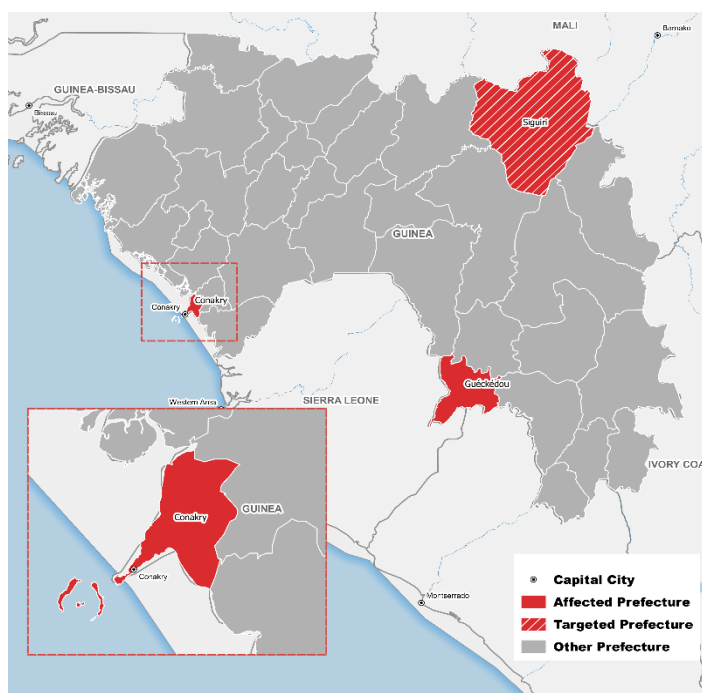 MALI
Bamako
GUINEA-BISSAU
Bissau
Siguiri
GUINEA
Conakry
Conakry
Guéckédou
Western Area
SIERRA LEONE
IVORY COA
Conakry
GUINEA
Conakry
Montserrado
Capital City
Affected Prefecture
Targeted Prefecture
Other Prefecture